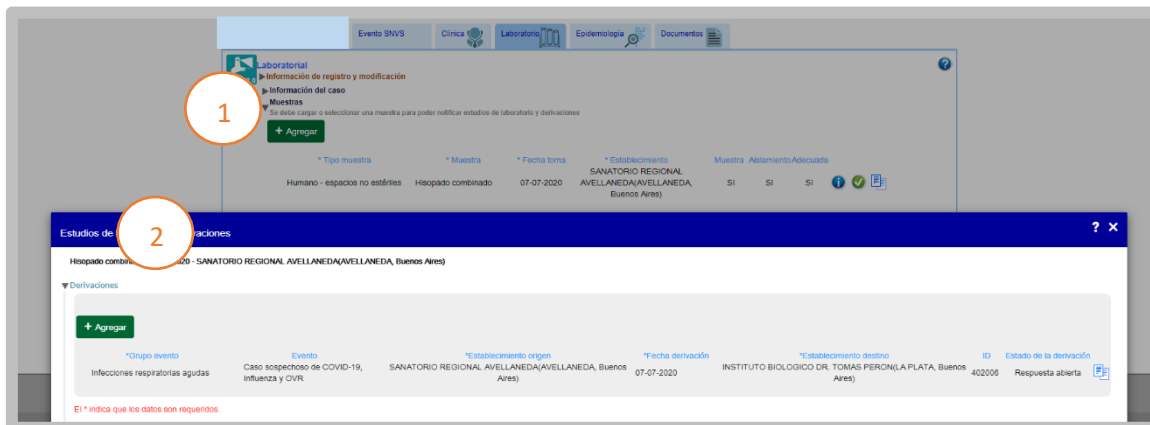 Evento SNVS Clínica Laboratorio Epidemiología Documentos
Laboratorial
Información de registro y modificación
Información del caso
1
Muestras
Se debe cargar o seleccionar una muestra para poder notificar estudios de laboratorio y derivaciones
+ Agregar
* Tipo muestra * Muestra * Fecha toma * Establecimiento Muestra Aislamiento Adecuada
Humano - espacios no estériles Hisopado combinado 07-07-2020 SANATORIO REGIONAL AVELLANEDA(AVELLANEDA, Buenos Aires) SI SI SI
Estudios de 2 raciones ? ×
Hisopado combin 20 - SANATORIO REGIONAL AVELLANEDA(AVELLANEDA, Buenos Aires)
Derivaciones
+ Agregar
*Grupo evento Evento *Establecimiento origen *Fecha derivación *Establecimiento destino ID Estado de la derivación
Infecciones respiratorias agudas Caso sospechoso de COVID-19, Influenza y OVR SANATORIO REGIONAL AVELLANEDA(AVELLANEDA, Buenos Aires) 07-07-2020 INSTITUTO BIOLOGICO DR. TOMAS PERON(LA PLATA, Buenos Aires) 402006 Respuesta abierta
El * indica que los datos son requeridos.